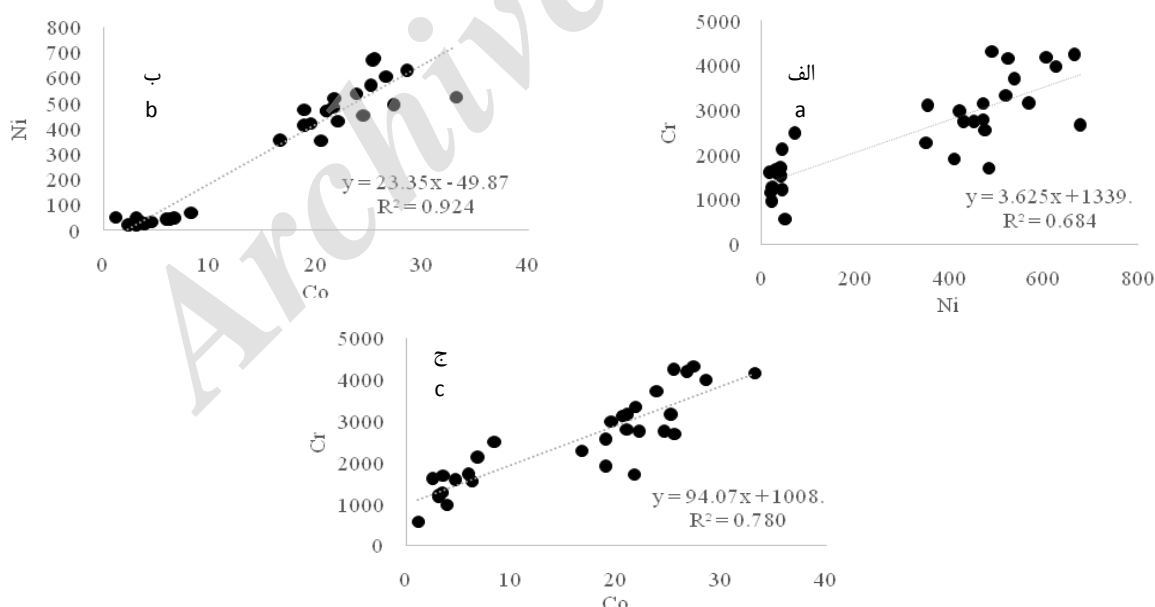 800
700
600
500
400
300
200
100
0
Ni
ب
b
y = 23.35x - 49.87
R² = 0.924
0 10 20 30 40
Co
5000
4000
3000
2000
1000
0
Cr
الف
a
y = 3.625x + 1339.
R² = 0.684
0 200 400 600 800
Ni
5000
4000
3000
2000
1000
0
Cr
ج
c
y = 94.07x + 1008.
R² = 0.780
0 10 20 30 40
Co
Archive